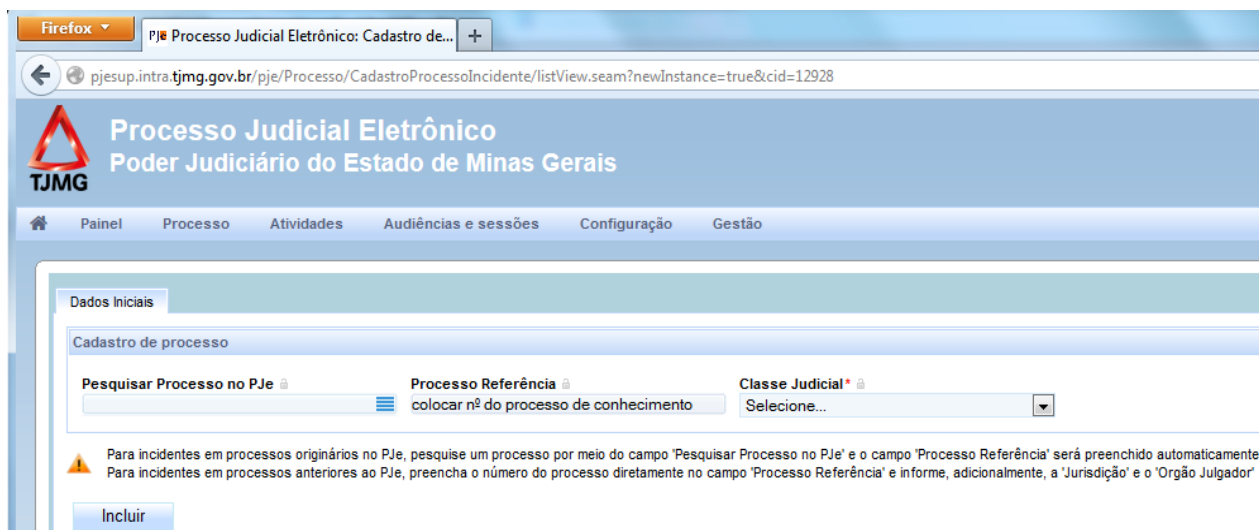 Firefox
PJe Processo Judicial Eletrônico: Cadastro de... +
pjesup.intra.tjmg.gov.br/pje/Processo/CadastroProcessoIncidente/listView.seam?newInstance=true&cid=12928
Processo Judicial Eletrônico
Poder Judiciário do Estado de Minas Gerais
TJMG
Painel Processo Atividades Audiências e sessões Configuração Gestão
Dados Iniciais
Cadastro de processo
Pesquisar Processo no PJe Processo Referência Classe Judicial*
colocar nº do processo de conhecimento Selecione...
Para incidentes em processos originários no PJe, pesquise um processo por meio do campo 'Pesquisar Processo no PJe' e o campo 'Processo Referência' será preenchido automaticamente
Para incidentes em processos anteriores ao PJe, preencha o número do processo diretamente no campo 'Processo Referência' e informe, adicionalmente, a 'Jurisdição' e o 'Orgão Julgador'
Incluir